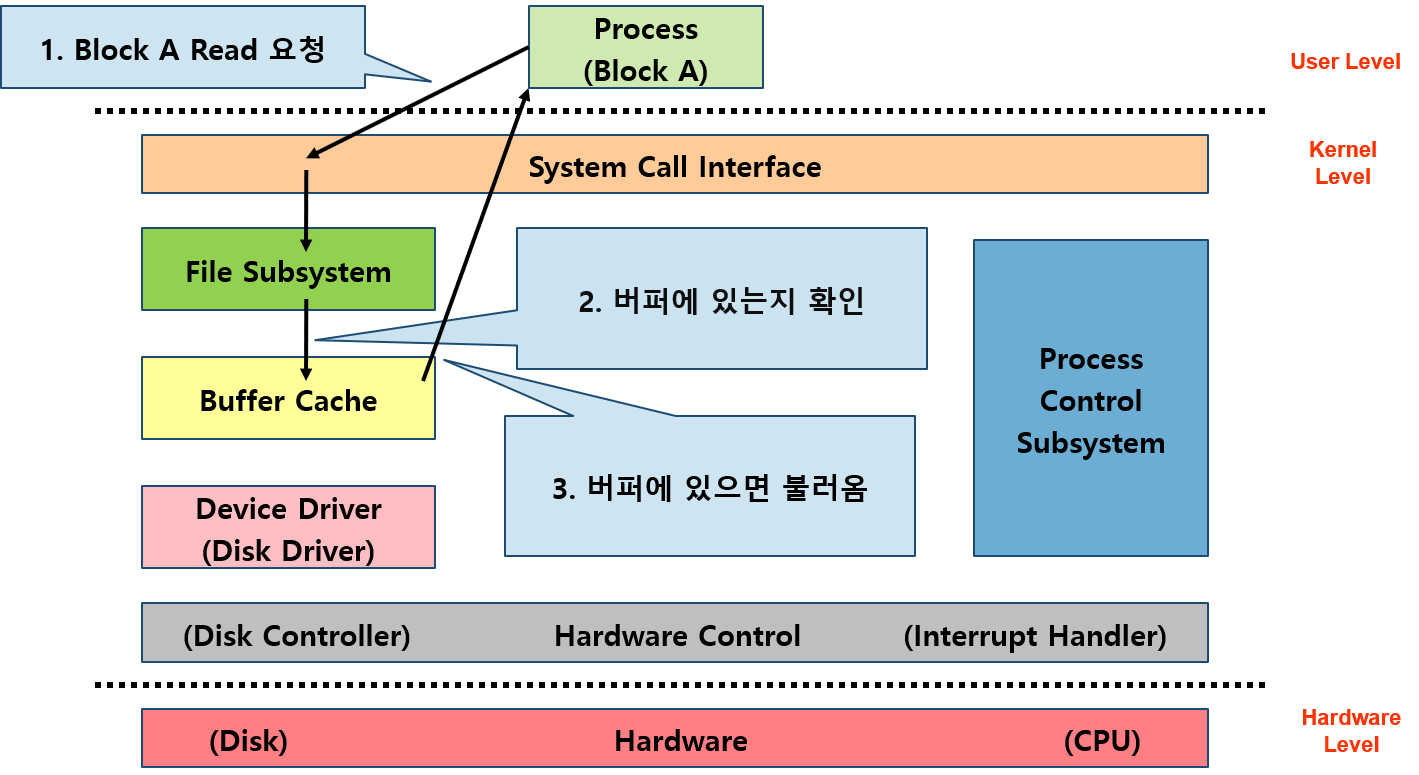 1. Block A Read 요청
Process
(Block A)
User Level
System Call Interface
Kernel
Level
File Subsystem
2. 버퍼에 있는지 확인
Process
Control
Subsystem
Buffer Cache
3. 버퍼에 있으면 불러옴
Device Driver
(Disk Driver)
(Disk Controller) Hardware Control (Interrupt Handler)
(Disk) Hardware (CPU)
Hardware
Level